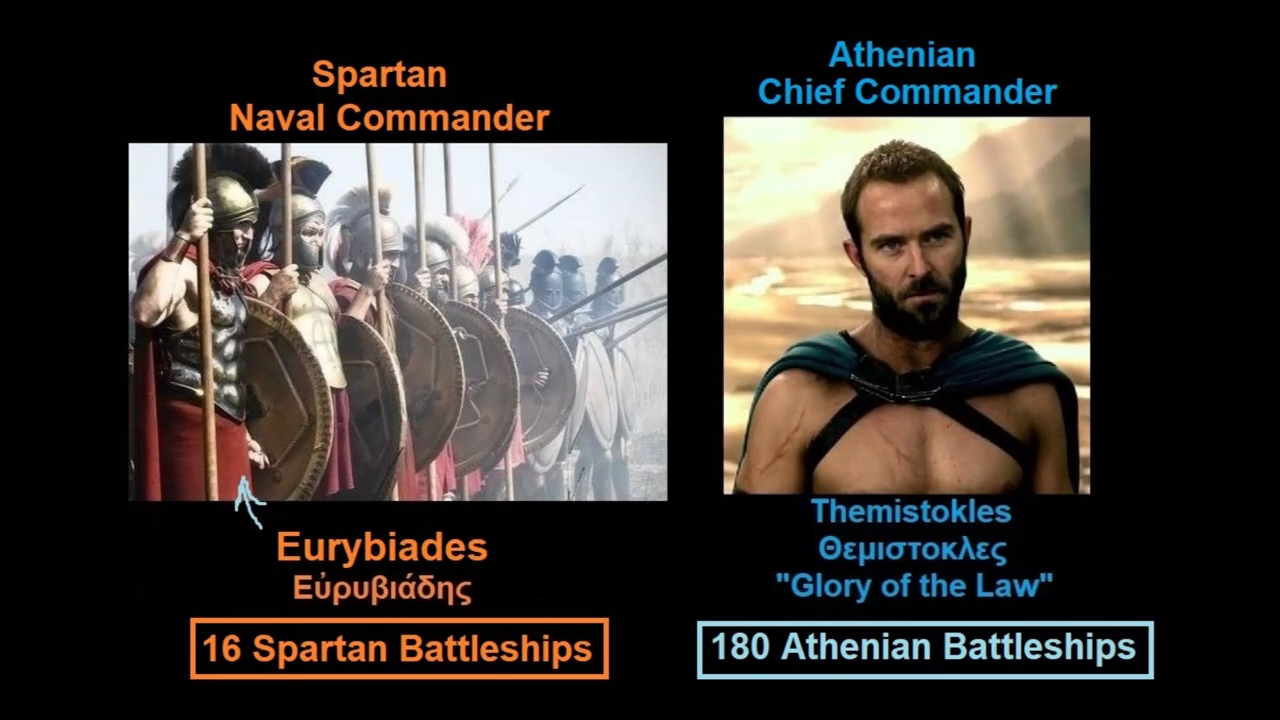 Spartan
Naval Commander
Eurybiades
Εὐρυβιάδης
16 Spartan Battleships
Athenian
Chief Commander
Themistokles
Θεμιστοκλες
"Glory of the Law"
180 Athenian Battleships